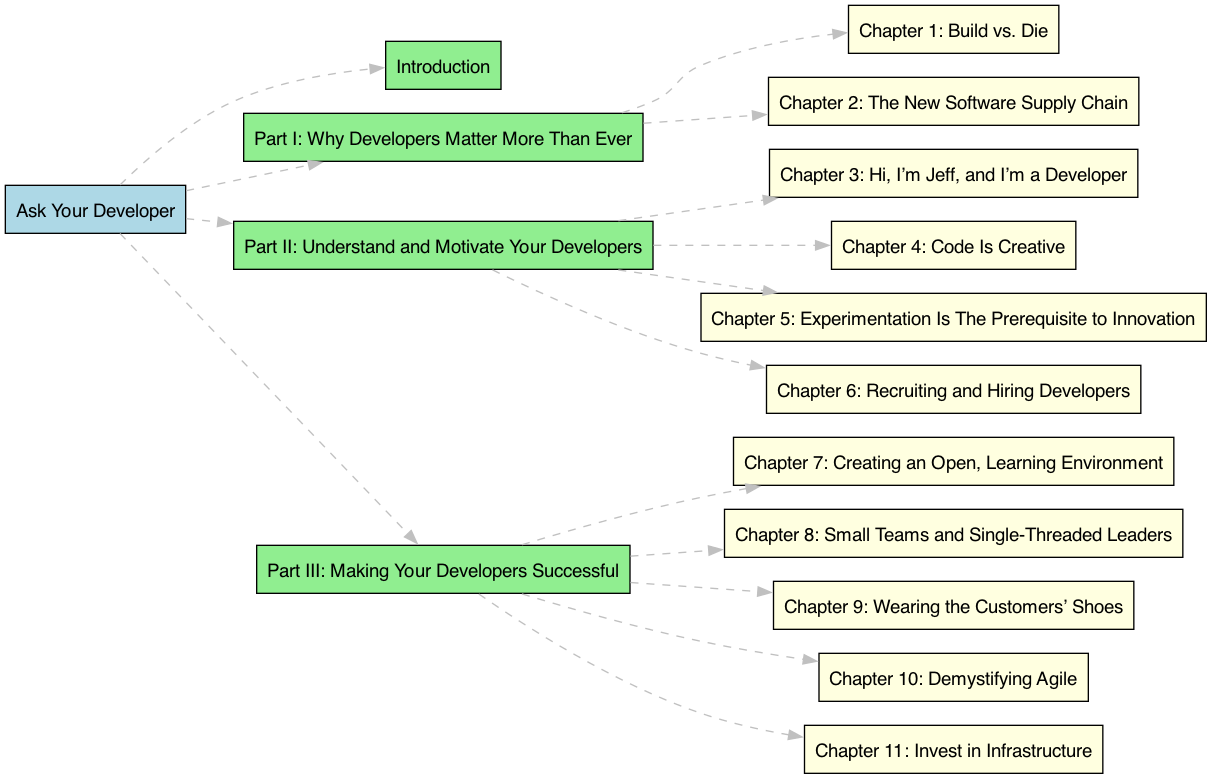 Ask Your Developer
Introduction
Part I: Why Developers Matter More Than Ever
Chapter 1: Build vs. Die
Chapter 2: The New Software Supply Chain
Part II: Understand and Motivate Your Developers
Chapter 3: Hi, I’m Jeff, and I’m a Developer
Chapter 4: Code Is Creative
Chapter 5: Experimentation Is The Prerequisite to Innovation
Chapter 6: Recruiting and Hiring Developers
Part III: Making Your Developers Successful
Chapter 7: Creating an Open, Learning Environment
Chapter 8: Small Teams and Single-Threaded Leaders
Chapter 9: Wearing the Customers’ Shoes
Chapter 10: Demystifying Agile
Chapter 11: Invest in Infrastructure